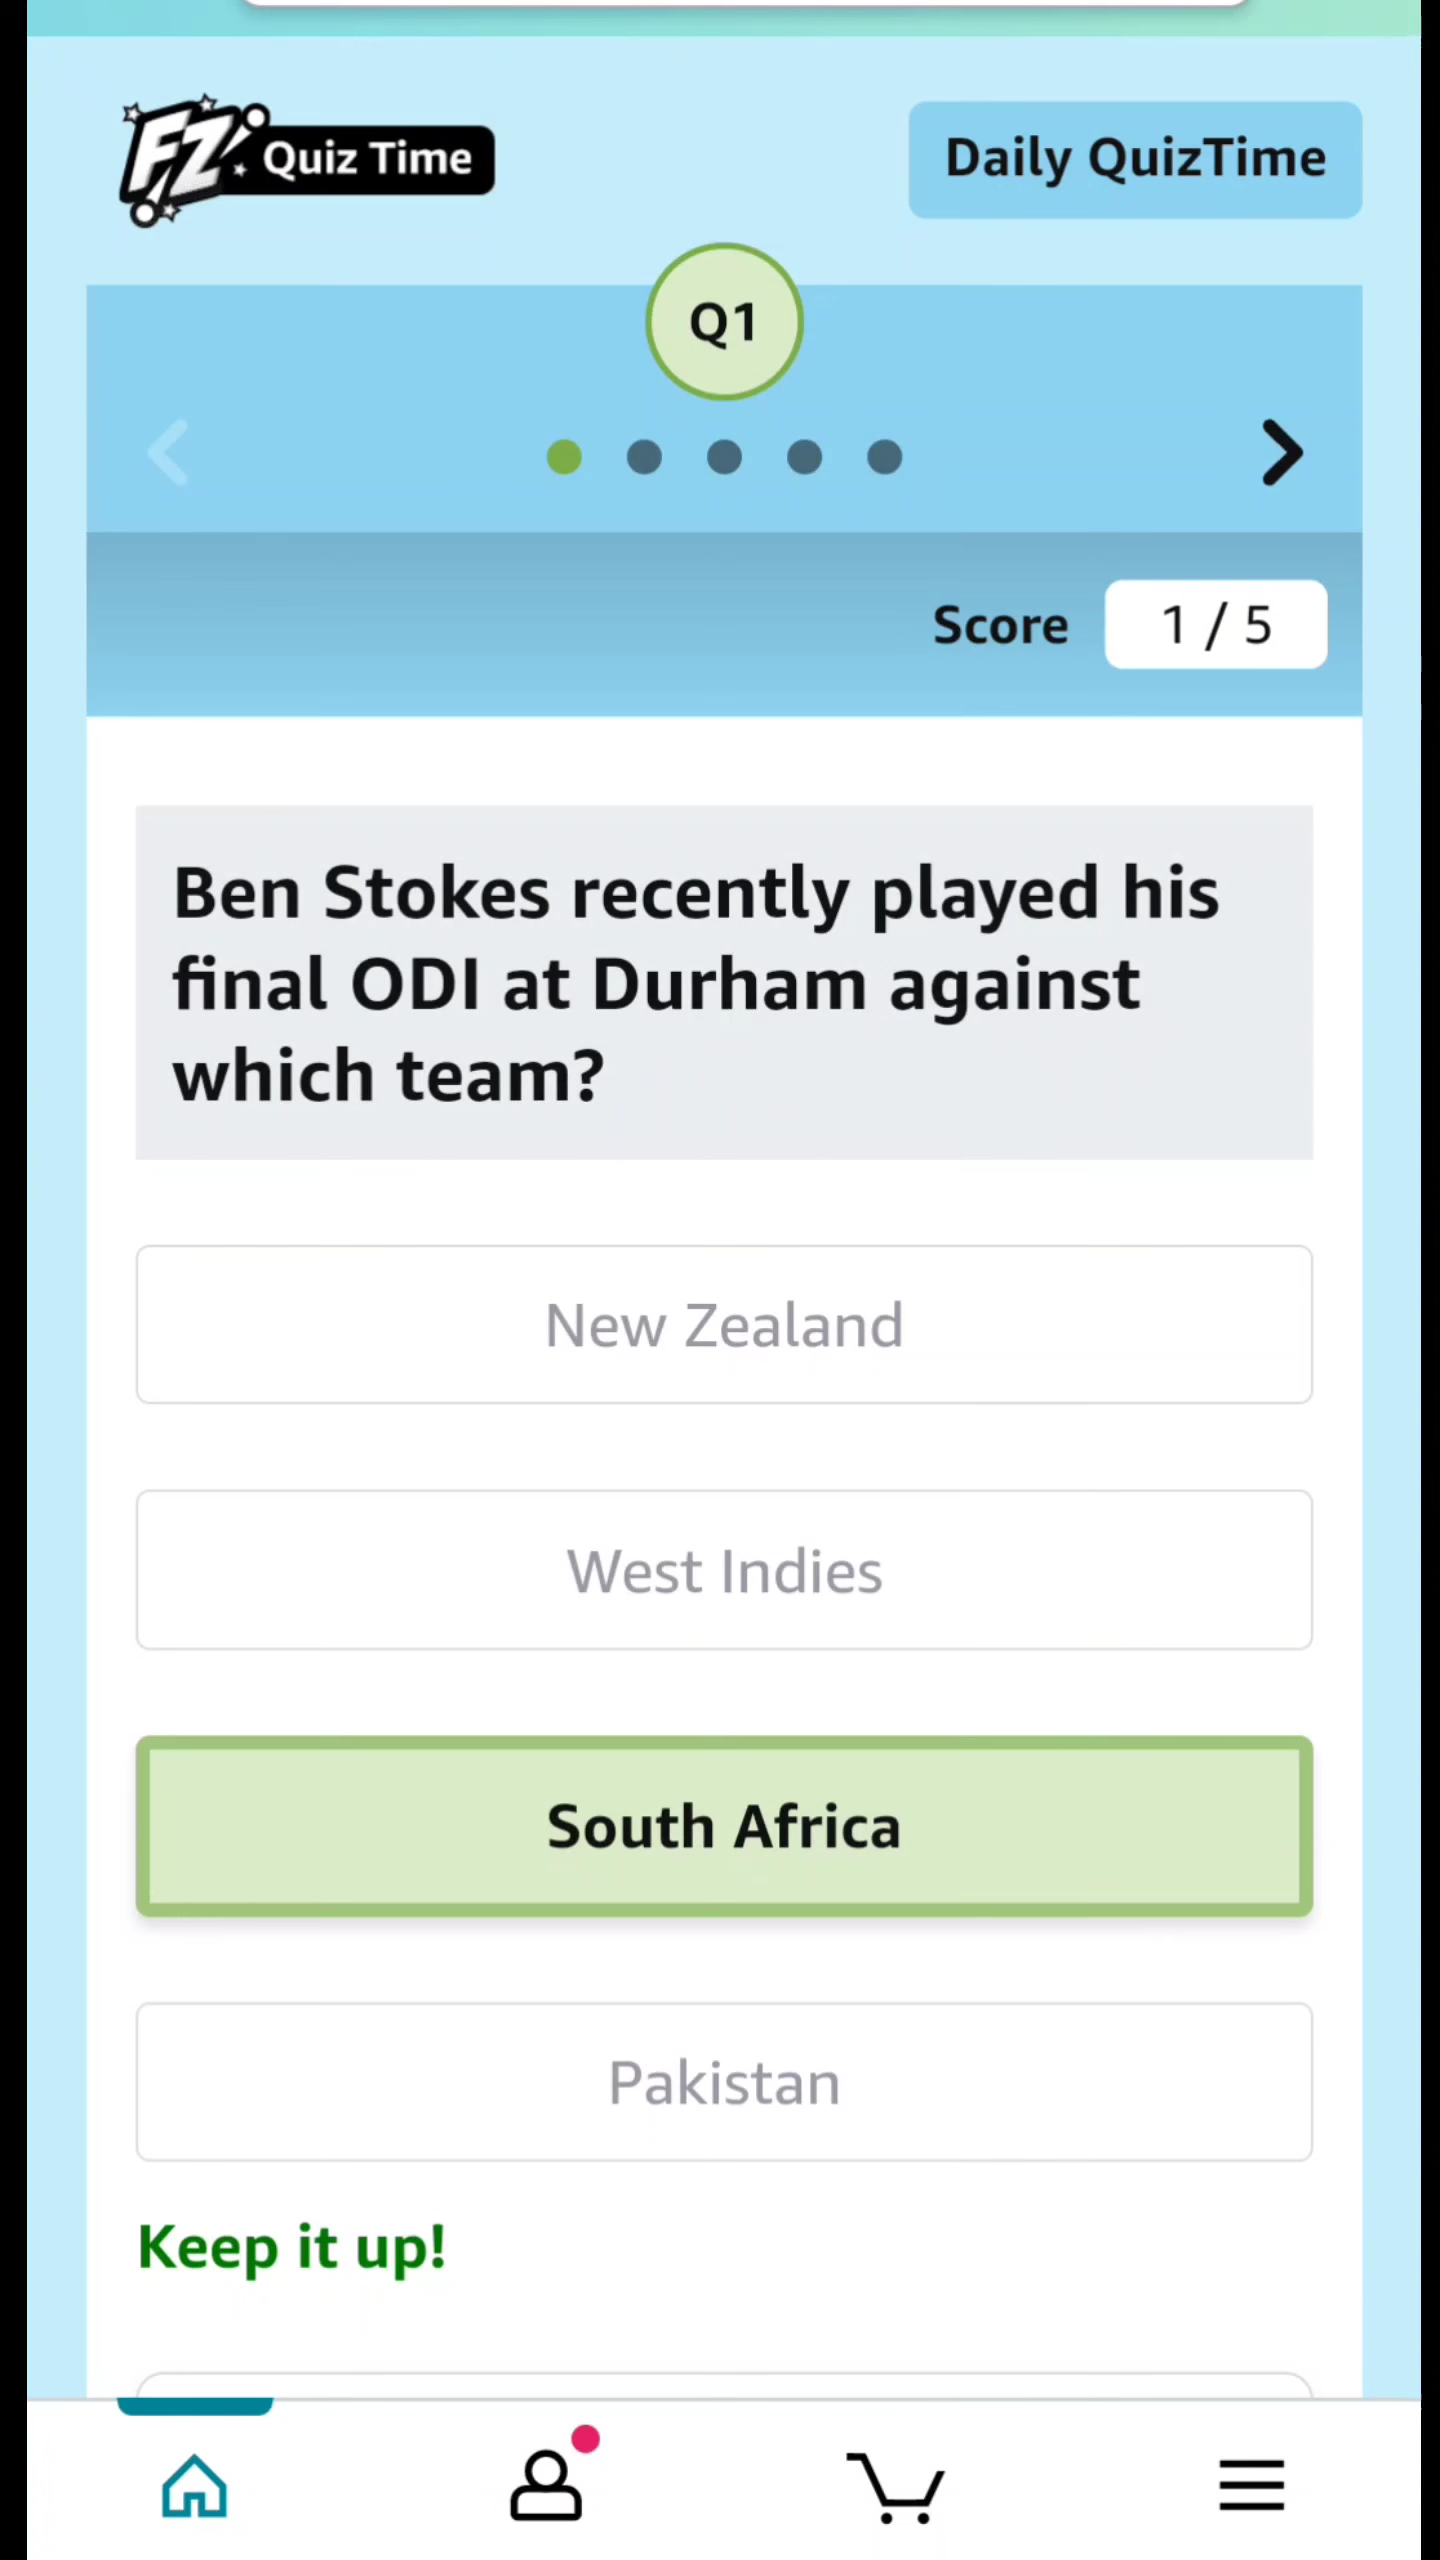 FZ Quiz Time
Daily QuizTime
Q1
Score 1 / 5
Ben Stokes recently played his
final ODI at Durham against
which team?
New Zealand
West Indies
South Africa
Pakistan
Keep it up!